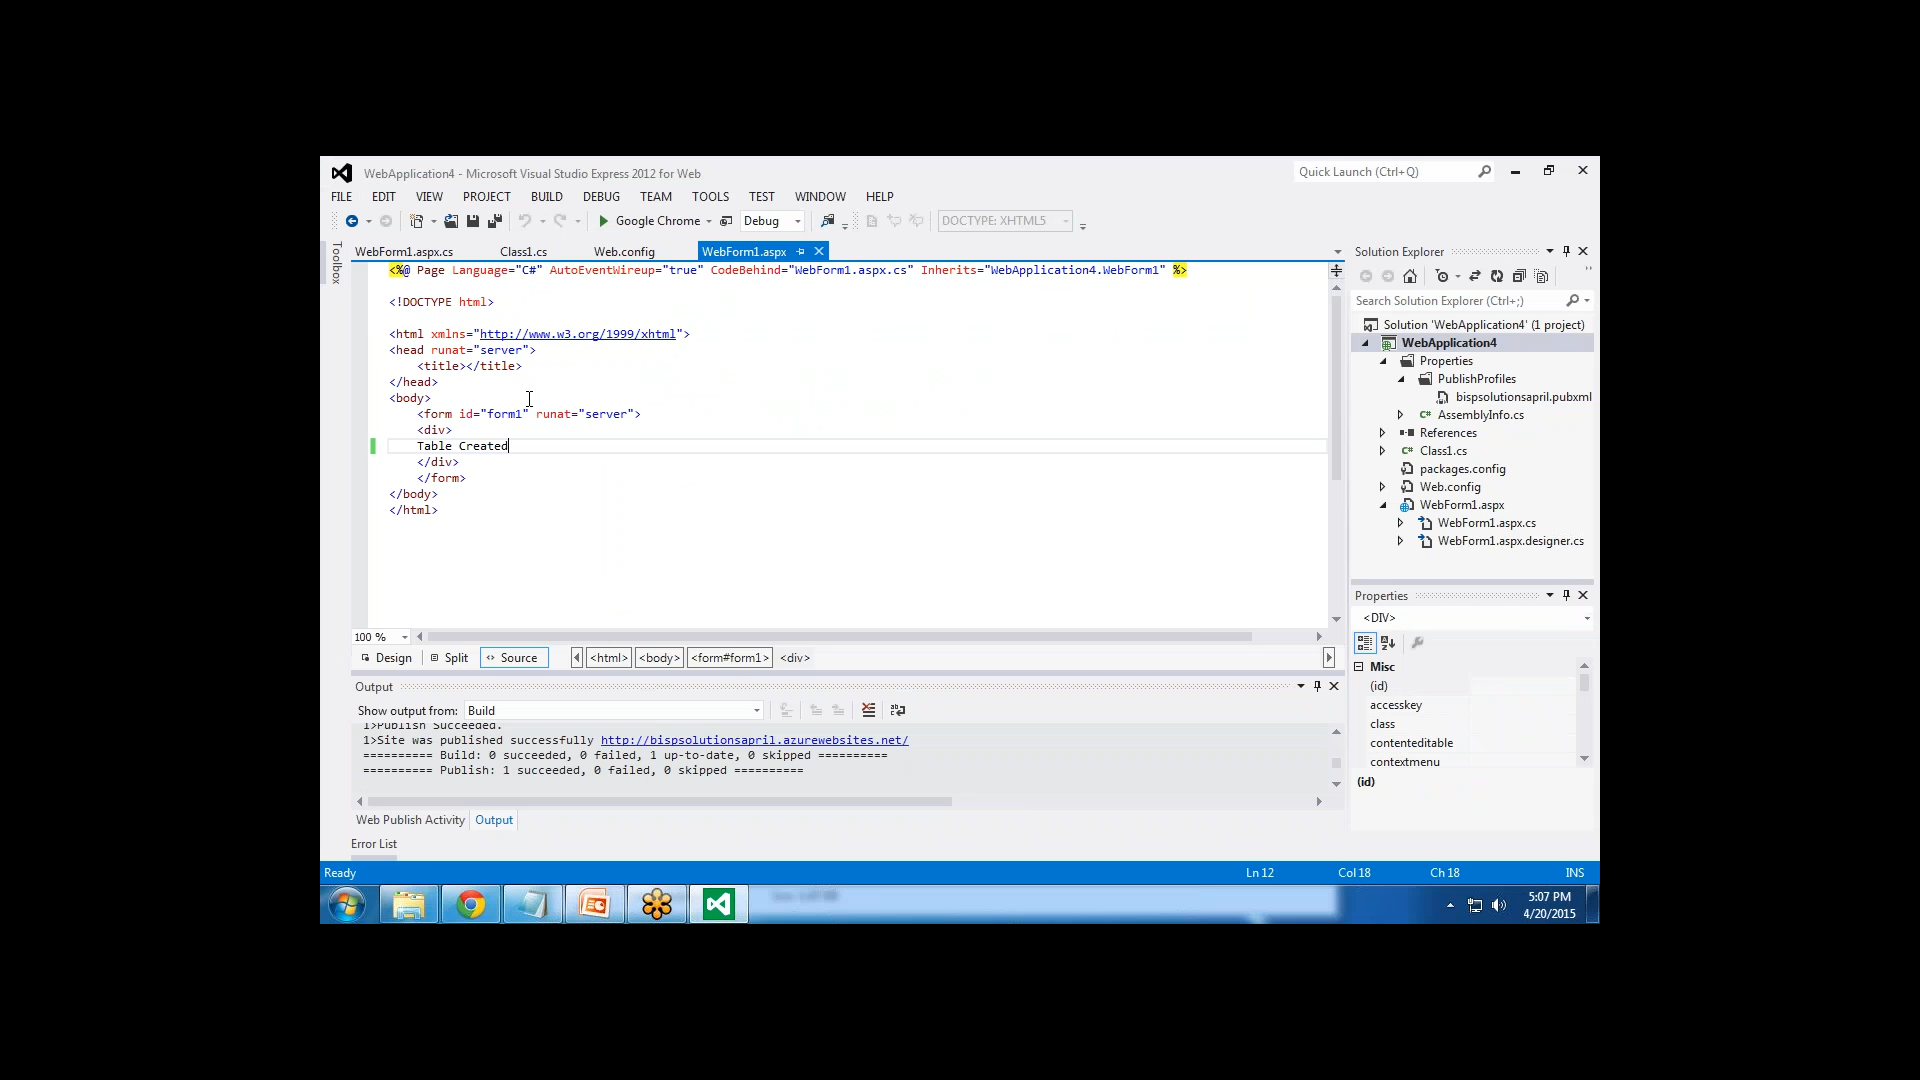 WebApplication4 - Microsoft Visual Studio Express 2012 for Web
Quick Launch (Ctrl+Q)
FILE EDIT VIEW PROJECT BUILD DEBUG TEAM TOOLS TEST WINDOW HELP
Google Chrome Debug DOCTYPE: XHTML5
Toolbox
WebForm1.aspx.cs Class1.cs Web.config WebForm1.aspx
<%@ Page Language="C#" AutoEventWireup="true" CodeBehind="WebForm1.aspx.cs" Inherits="WebApplication4.WebForm1" %>
<!DOCTYPE html>
<html xmlns="http://www.w3.org/1999/xhtml">
<head runat="server">
<title></title>
</head>
<body>
<form id="form1" runat="server">
<div>
Table Created
</div>
</form>
</body>
</html>
100 %
Design Split Source <html> <body> <form#form1> <div>
Output
Show output from: Build
1>Publish Succeeded.
1>Site was published successfully http://bispsolutionsapril.azurewebsites.net/
========== Build: 0 succeeded, 0 failed, 1 up-to-date, 0 skipped ==========
========== Publish: 1 succeeded, 0 failed, 0 skipped ==========
Web Publish Activity Output
Error List
Solution Explorer
Search Solution Explorer (Ctrl+;)
Solution 'WebApplication4' (1 project)
WebApplication4
Properties
PublishProfiles
bispsolutionsapril.pubxml
AssemblyInfo.cs
References
Class1.cs
packages.config
Web.config
WebForm1.aspx
WebForm1.aspx.cs
WebForm1.aspx.designer.cs
Properties
<DIV>
Misc
(id)
accesskey
class
contenteditable
contextmenu
(id)
Ready Ln 12 Col 18 Ch 18 INS
5:07 PM
4/20/2015